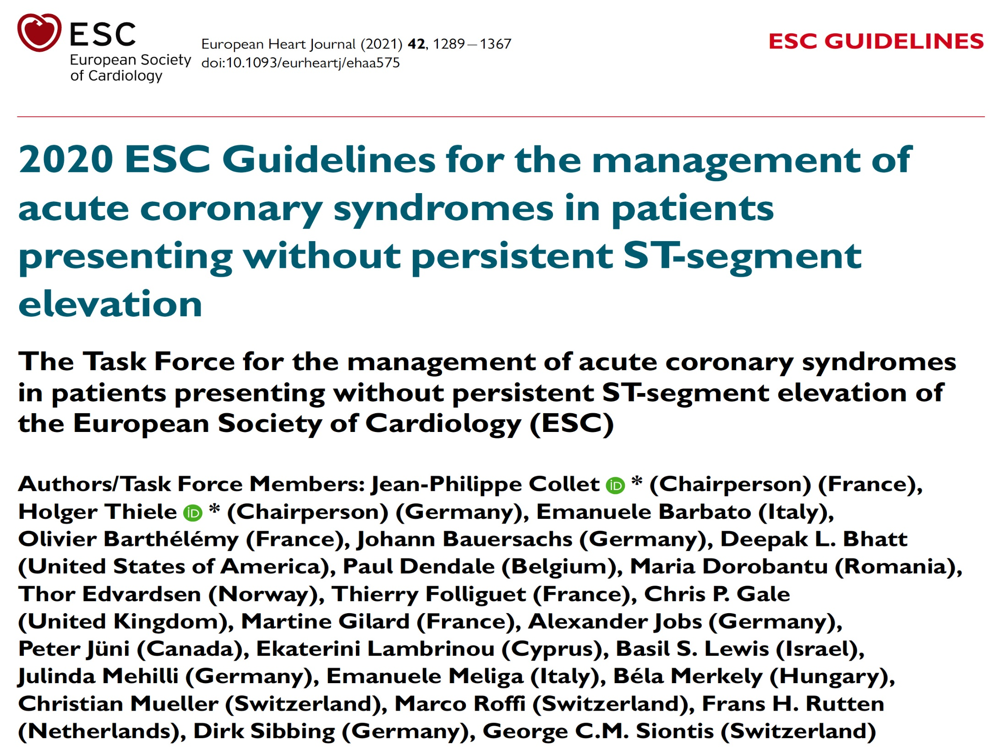 ESC
European Society
of Cardiology
European Heart Journal (2021) 42, 1289–1367
doi:10.1093/eurheartj/ehaa575
ESC GUIDELINES
2020 ESC Guidelines for the management of
acute coronary syndromes in patients
presenting without persistent ST-segment
elevation
The Task Force for the management of acute coronary syndromes
in patients presenting without persistent ST-segment elevation of
the European Society of Cardiology (ESC)
Authors/Task Force Members: Jean-Philippe Collet iD * (Chairperson) (France),
Holger Thiele iD * (Chairperson) (Germany), Emanuele Barbato (Italy),
Olivier Barthélémy (France), Johann Bauersachs (Germany), Deepak L. Bhatt
(United States of America), Paul Dendale (Belgium), Maria Dorobantu (Romania),
Thor Edvardsen (Norway), Thierry Folliguet (France), Chris P. Gale
(United Kingdom), Martine Gilard (France), Alexander Jobs (Germany),
Peter Jüni (Canada), Ekaterini Lambrinou (Cyprus), Basil S. Lewis (Israel),
Julinda Mehilli (Germany), Emanuele Meliga (Italy), Béla Merkely (Hungary),
Christian Mueller (Switzerland), Marco Roffi (Switzerland), Frans H. Rutten
(Netherlands), Dirk Sibbing (Germany), George C.M. Siontis (Switzerland)